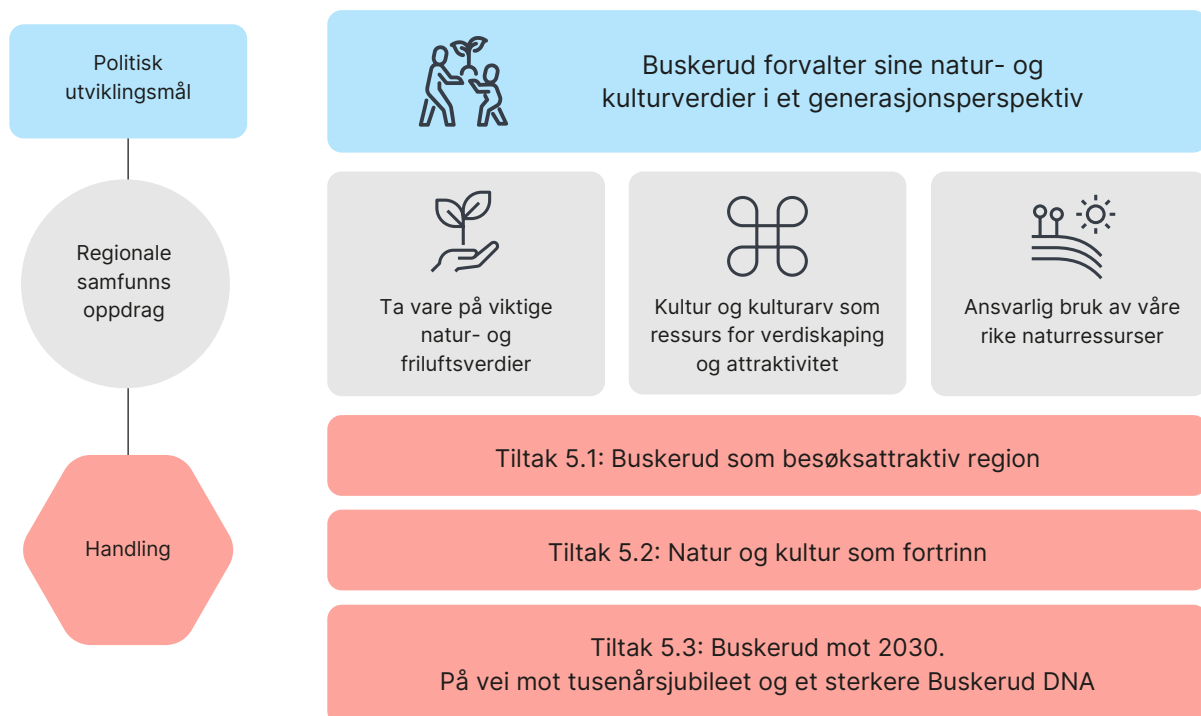 Politisk
utviklingsmål
Buskerud forvalter sine natur- og
kulturverdier i et generasjonsperspektiv
Regionale
samfunns
oppdrag
Ta vare på viktige
natur- og
friluftsverdier
Kultur og kulturarv som
ressurs for verdiskaping
og attraktivitet
Ansvarlig bruk av våre
rike naturressurser
Handling
Tiltak 5.1: Buskerud som besøksattraktiv region
Tiltak 5.2: Natur og kultur som fortrinn
Tiltak 5.3: Buskerud mot 2030.
På vei mot tusenårsjubileet og et sterkere Buskerud DNA